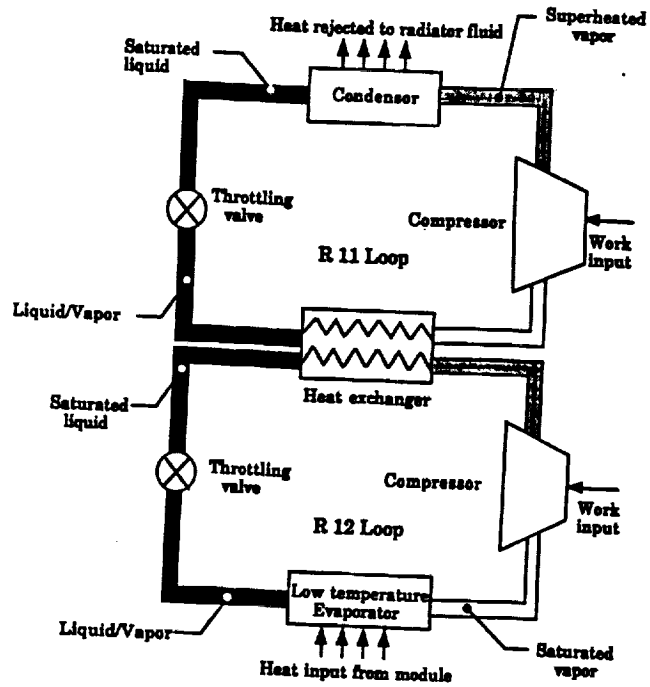 Heat rejected to radiator fluid
Superheated
vapor
Saturated
liquid
Condensor
Throttling
valve
Compressor
Work
input
R 11 Loop
Liquid/Vapor
Saturated
liquid
Heat exchanger
Throttling
valve
Compressor
Work
input
R 12 Loop
Low temperature
Evaporator
Liquid/Vapor
Saturated
vapor
Heat input from module